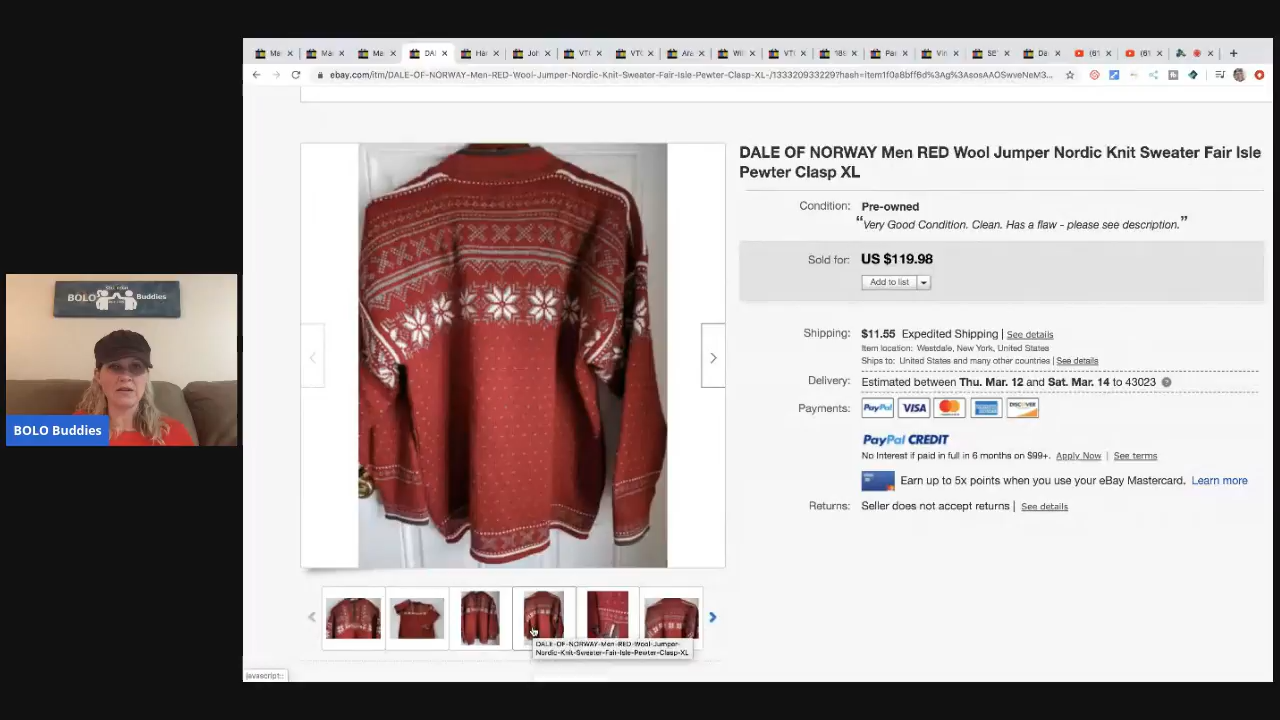 DA
ebay.com/itm/DALE-OF-NORWAY-Men-RED-Wool-Jumper-Nordic-Knit-Sweater-Fair-Isle-Pewter-Clasp-XL-/133320933229?hash=item1f0a8bff6d%3Ag%3AsosAAOSwveNeM3...
DALE OF NORWAY Men RED Wool Jumper Nordic Knit Sweater Fair Isle
Pewter Clasp XL
Condition: Pre-owned
“Very Good Condition. Clean. Has a flaw - please see description.”
Sold for: US $119.98
Add to list
BOLO Buddies
Shipping: $11.55 Expedited Shipping | See details
Item location: Westdale, New York, United States
Ships to: United States and many other countries | See details
Delivery: Estimated between Thu. Mar. 12 and Sat. Mar. 14 to 43023
Payments: PayPal VISA DISCOVER
PayPal CREDIT
No Interest if paid in full in 6 months on $99+. Apply Now | See terms
Earn up to 5x points when you use your eBay Mastercard. Learn more
Returns: Seller does not accept returns | See details
BOLO Buddies
DALE-OF-NORWAY-Men-RED-Wool-Jumper-
Nordic-Knit-Sweater-Fair-Isle-Pewter-Clasp-XL
javascript:;